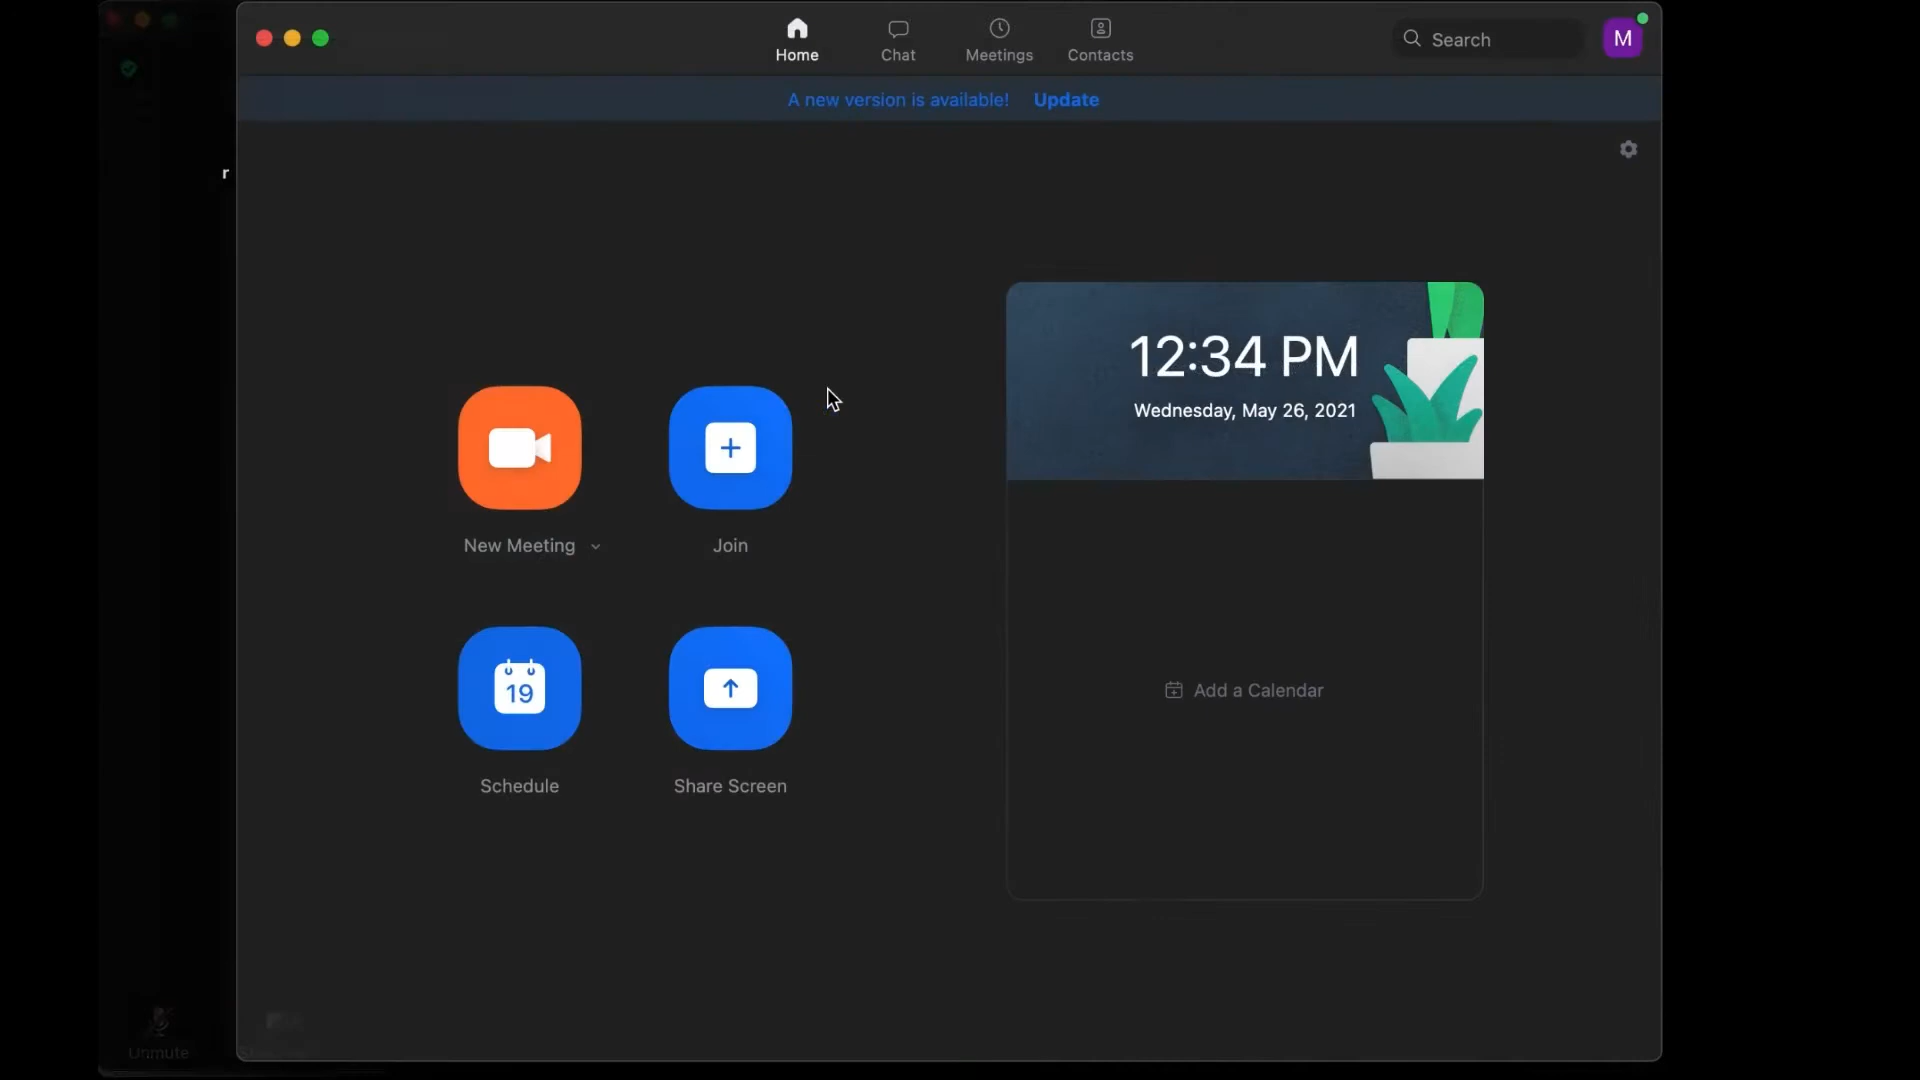 Home
Chat
Meetings
Contacts
Search
M
A new version is available! Update
r
12:34 PM
Wednesday, May 26, 2021
New Meeting
Join
19
Add a Calendar
Schedule
Share Screen
Unmute